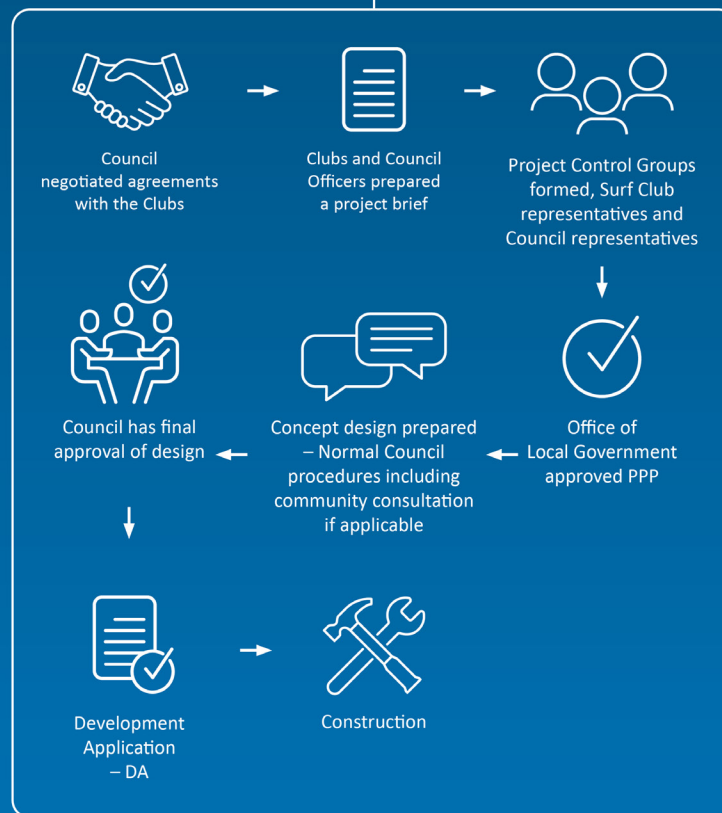 Council
negotiated agreements
with the Clubs
Clubs and Council
Officers prepared
a project brief
Project Control Groups
formed, Surf Club
representatives and
Council representatives
Office of
Local Government
approved PPP
Concept design prepared
– Normal Council
procedures including
community consultation
if applicable
Council has final
approval of design
Development
Application
– DA
Construction